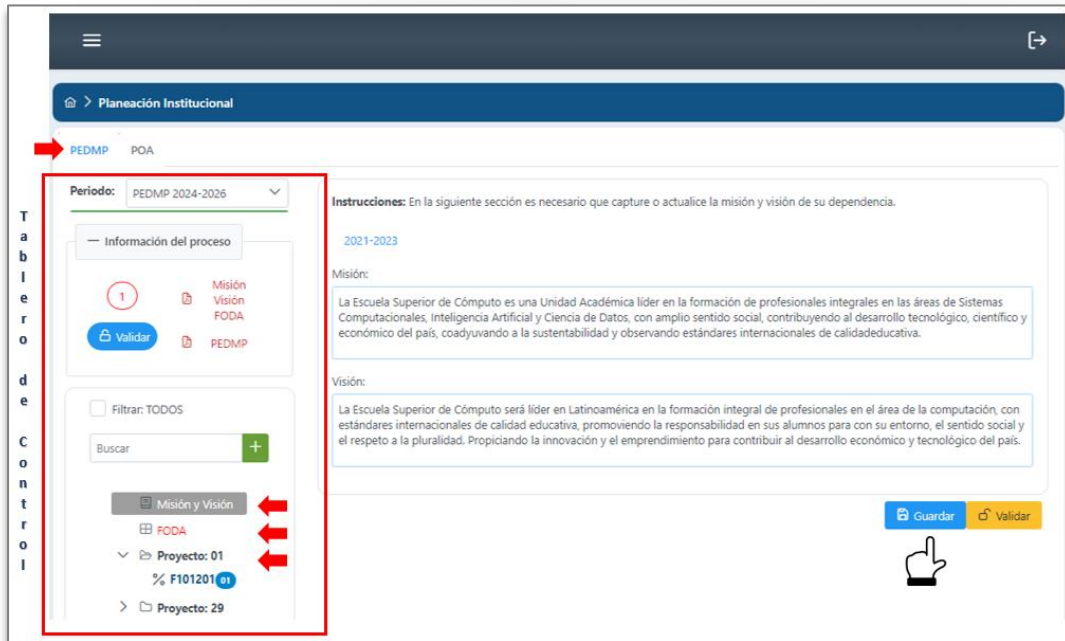 Planeación Institucional
PEDMP POA
Tablero de Control
Periodo: PEDMP 2024-2026
Información del proceso
1
Misión
Visión
FODA
Validar
PEDMP
Filtrar: TODOS
Buscar
+
Misión y Visión
FODA
Proyecto: 01
F101201 01
Proyecto: 29
Instrucciones: En la siguiente sección es necesario que capture o actualice la misión y visión de su dependencia.
2021-2023
Misión:
La Escuela Superior de Cómputo es una Unidad Académica líder en la formación de profesionales integrales en las áreas de Sistemas
Computacionales, Inteligencia Artificial y Ciencia de Datos, con amplio sentido social, contribuyendo al desarrollo tecnológico, científico y
económico del país, coadyuvando a la sustentabilidad y observando estándares internacionales de calidadeducativa.
Visión:
La Escuela Superior de Cómputo será líder en Latinoamérica en la formación integral de profesionales en el área de la computación, con
estándares internacionales de calidad educativa, promoviendo la responsabilidad en sus alumnos para con su entorno, el sentido social y
el respeto a la pluralidad. Propiciando la innovación y el emprendimiento para contribuir al desarrollo económico y tecnológico del país.
Guardar Validar